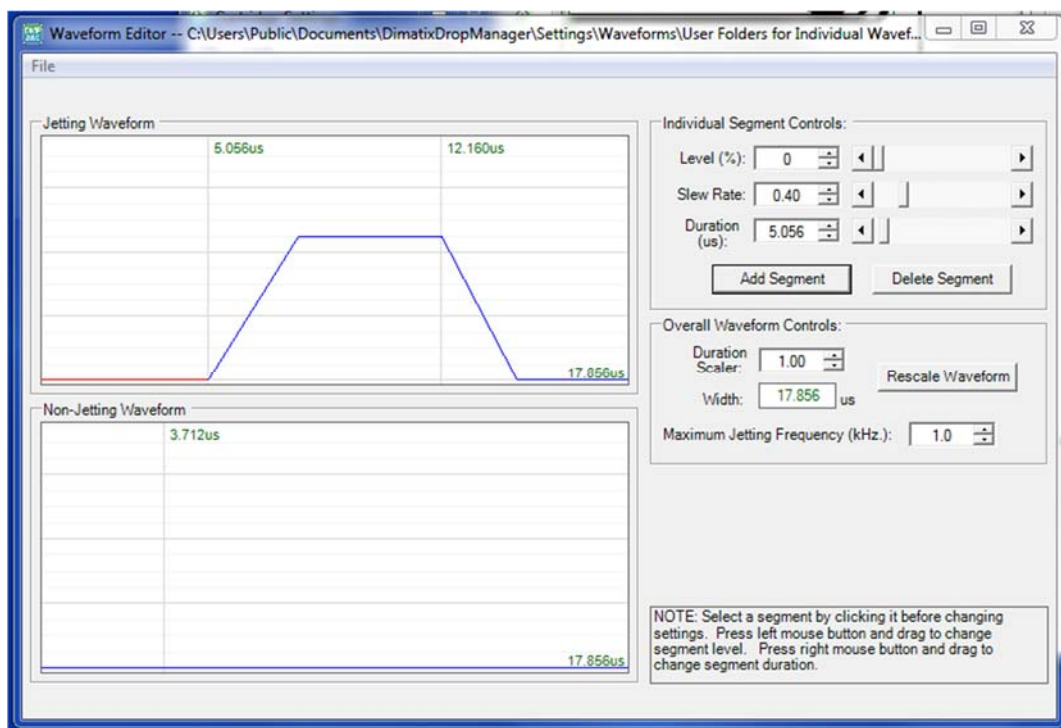 Waveform Editor -- C:\Users\Public\Documents\DimatixDropManager\Settings\Waveforms\User Folders for Individual Wavef...
File
Jetting Waveform
5.056us
12.160us
17.856us
Non-Jetting Waveform
3.712us
17.856us
Individual Segment Controls:
Level (%):
0
Slew Rate:
0.40
Duration
(us):
5.056
Add Segment
Delete Segment
Overall Waveform Controls:
Duration
Scaler:
1.00
Rescale Waveform
Width:
17.856
us
Maximum Jetting Frequency (kHz.):
1.0
NOTE: Select a segment by clicking it before changing
settings. Press left mouse button and drag to change
segment level. Press right mouse button and drag to
change segment duration.